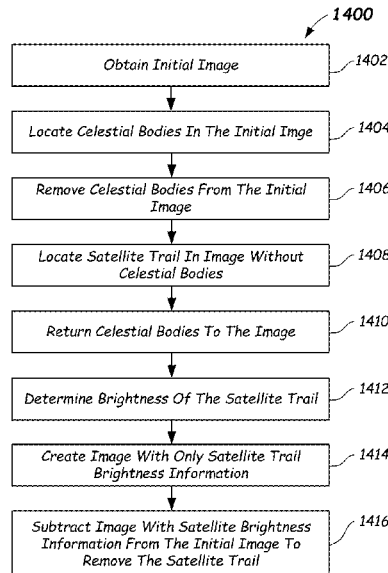 1400
Obtain Initial Image
1402
Locate Celestial Bodies In The Initial Imge
1404
Remove Celestial Bodies From The Initial
Image
1406
Locate Satellite Trail In Image Without
Celestial Bodies
1408
Return Celestial Bodies To The Image
1410
Determine Brightness Of The Satellite Trail
1412
Create Image With Only Satellite Trail
Brightness Information
1414
Subtract Image With Satellite Brightness
Information From The Initial Image To
Remove The Satellite Trail
1416